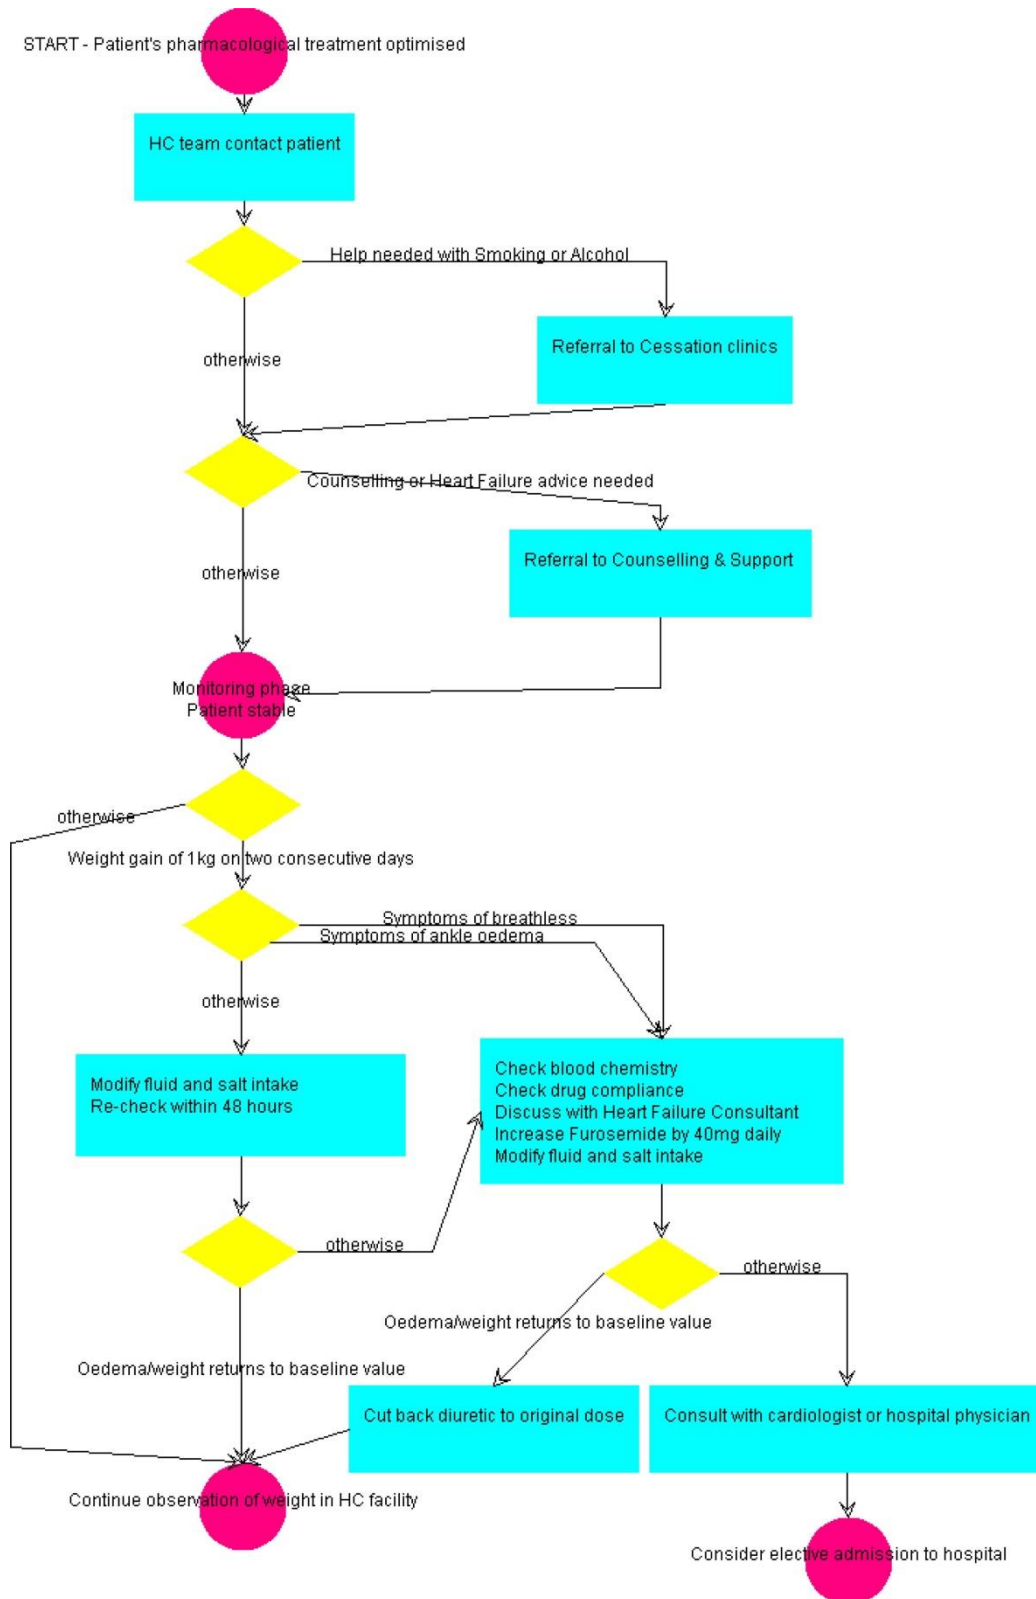 START - Patient's pharmacological treatment optimised
HC team contact patient
Help needed with Smoking or Alcohol
Referral to Cessation clinics
otherwise
Counselling or Heart Failure advice needed
Referral to Counselling & Support
otherwise
Monitoring phase
Patient stable
otherwise
Weight gain of 1kg on two consecutive days
Symptoms of breathless
Symptoms of ankle oedema
otherwise
Modify fluid and salt intake
Re-check within 48 hours
Check blood chemistry
Check drug compliance
Discuss with Heart Failure Consultant
Increase Furosemide by 40mg daily
Modify fluid and salt intake
otherwise
otherwise
Oedema/weight returns to baseline value
Oedema/weight returns to baseline value
Cut back diuretic to original dose
Consult with cardiologist or hospital physician
Continue observation of weight in HC facility
Consider elective admission to hospital